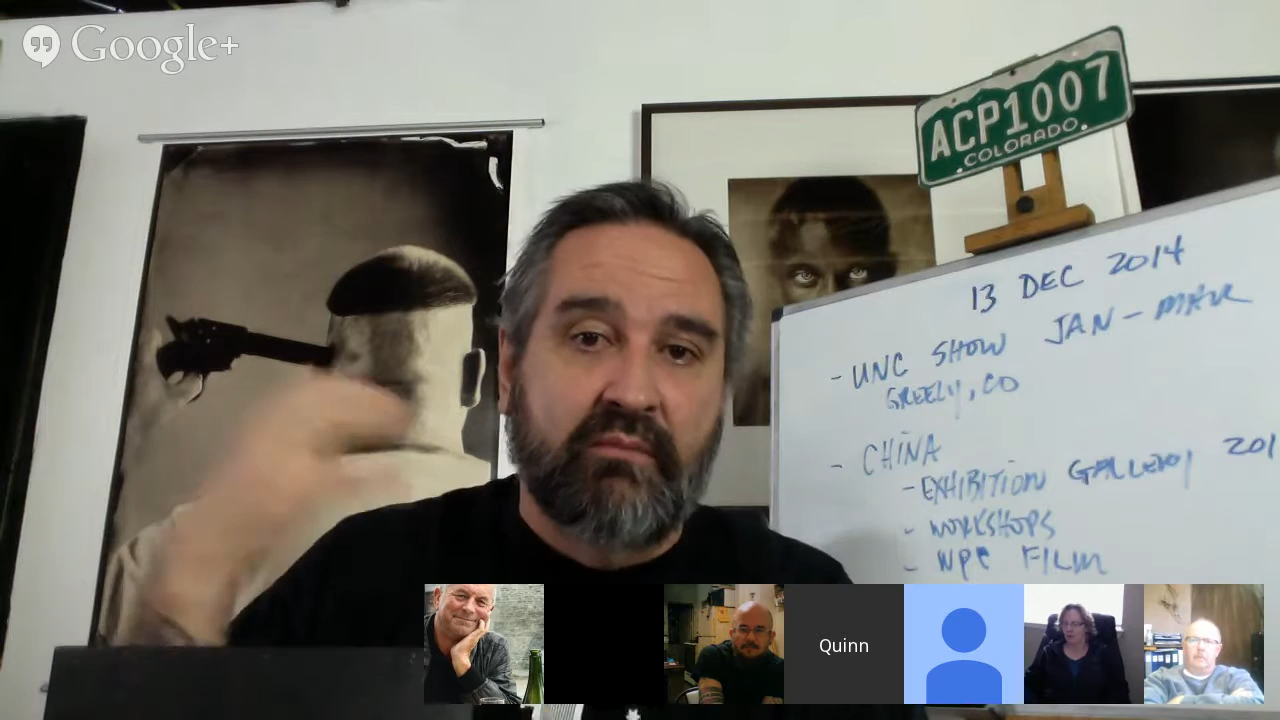 Google+
ACP1007
COLORADO
13 DEC 2014
- UNC SHOW JAN - MAR
GREELY, CO
- CHINA
- EXHIBITION GALLERY 201
- WORKSHOPS
- WPC FILM
Quinn